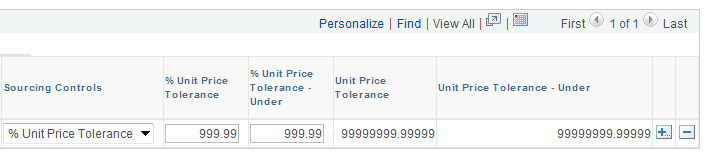 Personalize | Find | View All | | First 1 of 1 Last
Sourcing Controls
% Unit Price
Tolerance
% Unit Price
Tolerance -
Under
Unit Price
Tolerance
Unit Price Tolerance - Under
% Unit Price Tolerance 999.99 999.99 99999999.99999 99999999.99999